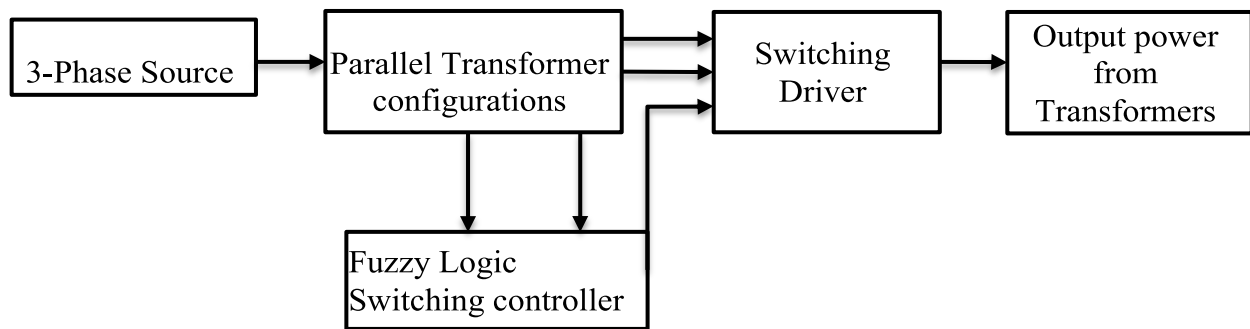 3-Phase Source
Parallel Transformer
configurations
Switching
Driver
Output power
from
Transformers
Fuzzy Logic
Switching controller